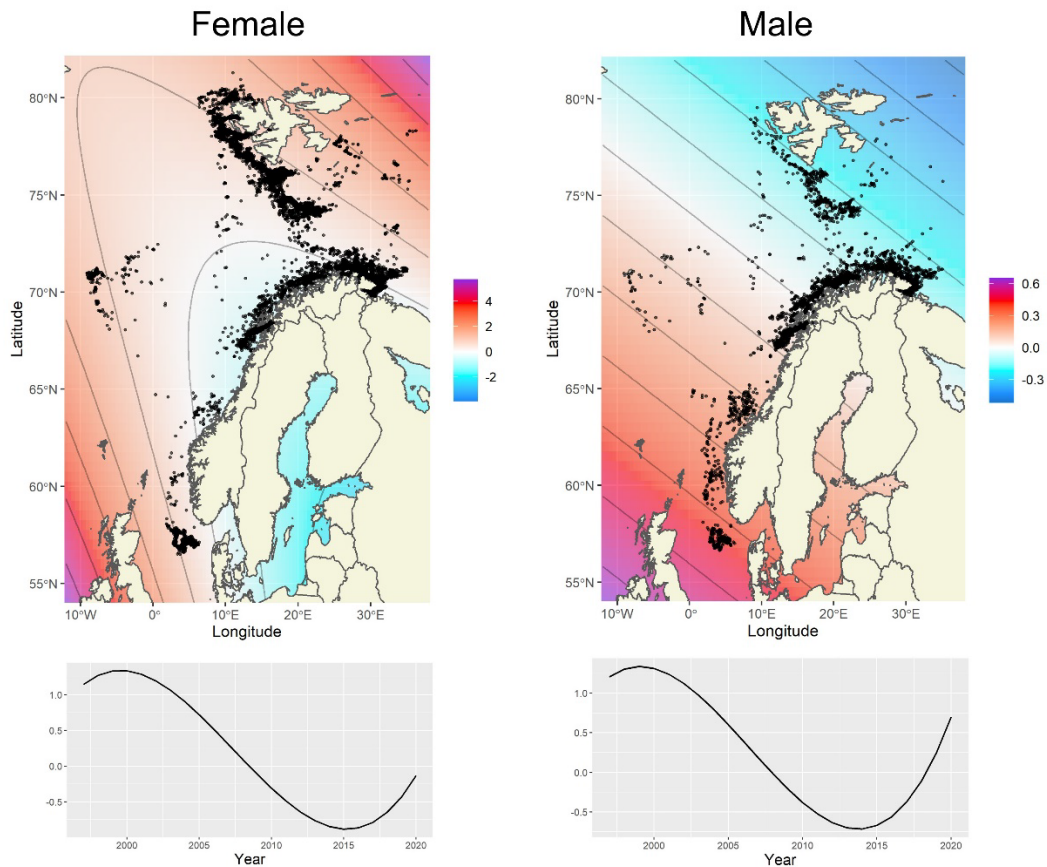 Female
Male
80°N
75°N
70°N
65°N
60°N
55°N
Latitude
10°W
0°
10°E
20°E
30°E
Longitude
4
2
0
-2
80°N
75°N
70°N
65°N
60°N
55°N
Latitude
10°W
0°
10°E
20°E
30°E
Longitude
0.6
0.3
0.0
-0.3
1.0
0.5
0.0
-0.5
2000
2005
2010
2015
2020
Year
1.0
0.5
0.0
-0.5
2000
2005
2010
2015
2020
Year